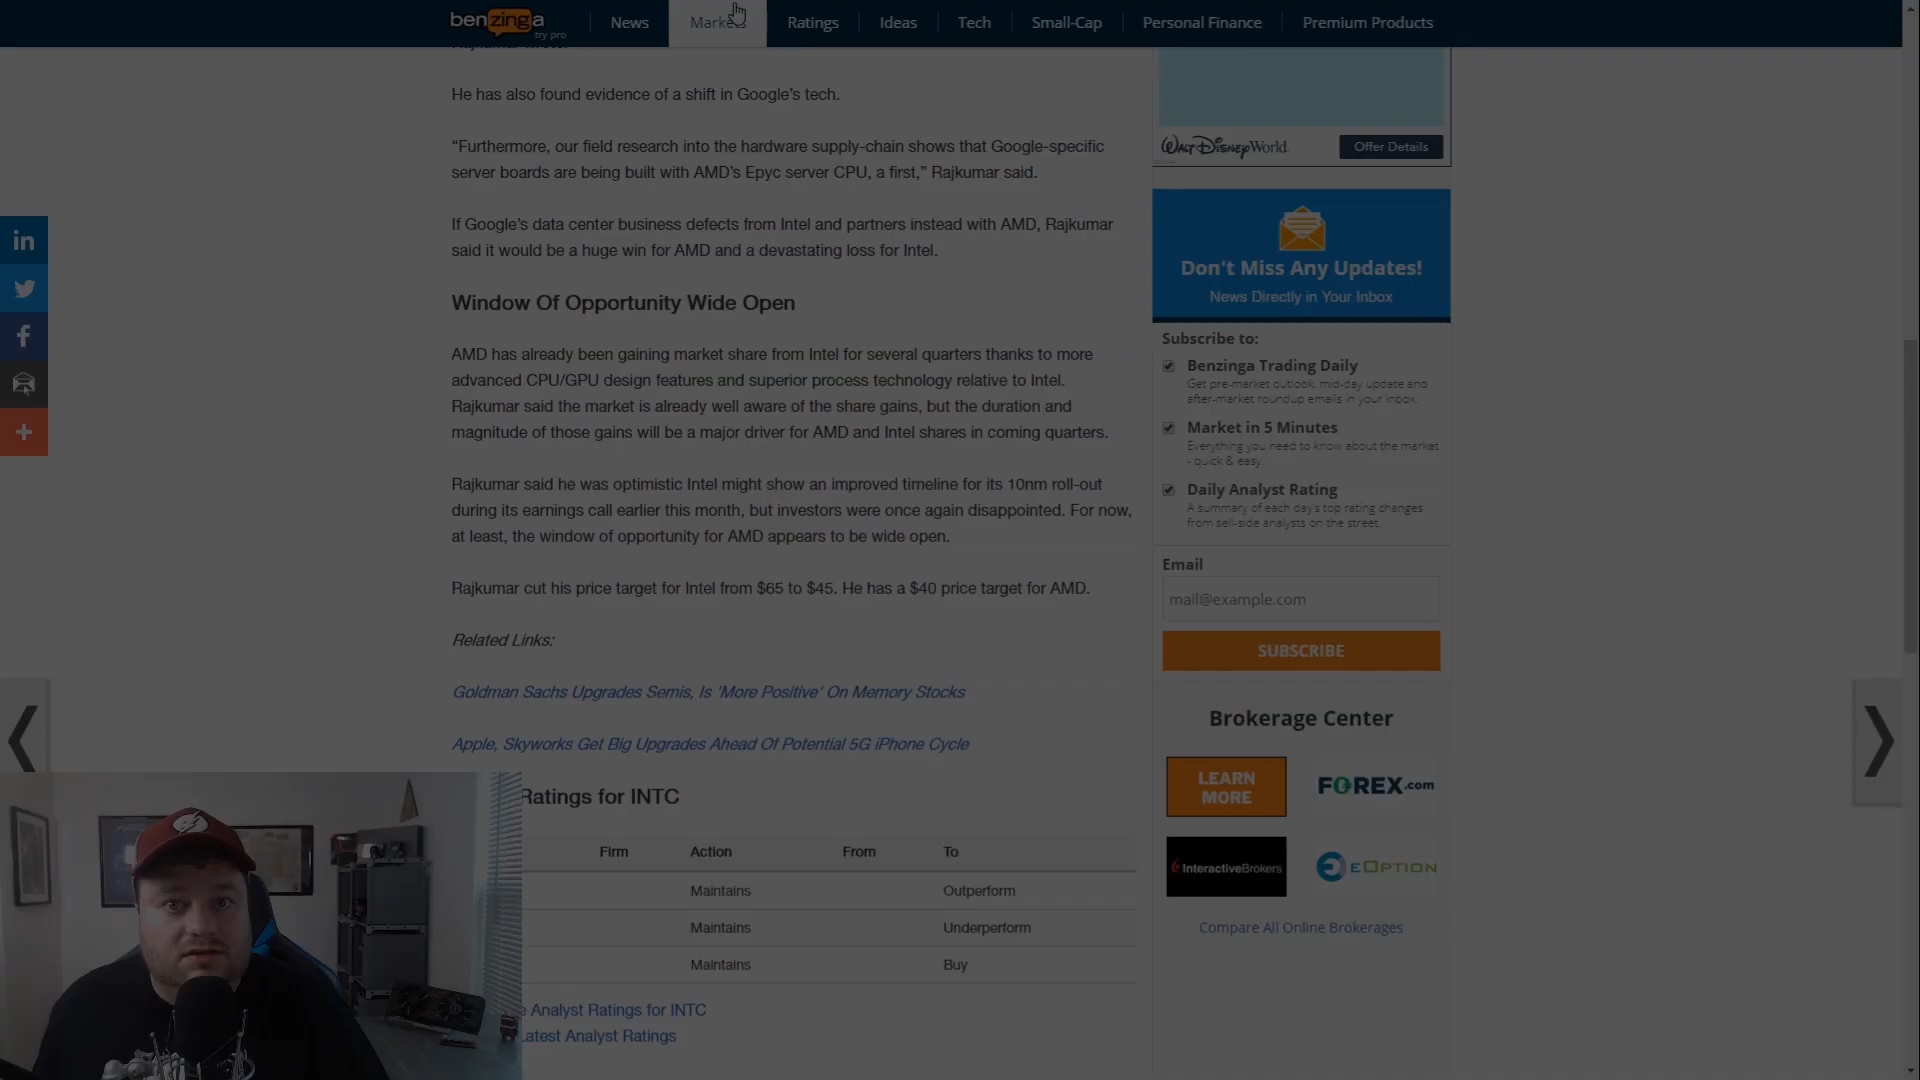 benzinga
try pro
News
Markets
Ratings
Ideas
Tech
Small-Cap
Personal Finance
Premium Products
He has also found evidence of a shift in Google's tech.
“Furthermore, our field research into the hardware supply-chain shows that Google-specific
server boards are being built with AMD's Epyc server CPU, a first,” Rajkumar said.
If Google's data center business defects from Intel and partners instead with AMD, Rajkumar
said it would be a huge win for AMD and a devastating loss for Intel.
Window Of Opportunity Wide Open
AMD has already been gaining market share from Intel for several quarters thanks to more
advanced CPU/GPU design features and superior process technology relative to Intel.
Rajkumar said the market is already well aware of the share gains, but the duration and
magnitude of those gains will be a major driver for AMD and Intel shares in coming quarters.
Rajkumar said he was optimistic Intel might show an improved timeline for its 10nm roll-out
during its earnings call earlier this month, but investors were once again disappointed. For now,
at least, the window of opportunity for AMD appears to be wide open.
Rajkumar cut his price target for Intel from $65 to $45. He has a $40 price target for AMD.
Related Links:
Goldman Sachs Upgrades Semis, Is 'More Positive' On Memory Stocks
Apple, Skyworks Get Big Upgrades Ahead Of Potential 5G iPhone Cycle
Ratings for INTC
Firm Action From To
Maintains Outperform
Maintains Underperform
Maintains Buy
e Analyst Ratings for INTC
Latest Analyst Ratings
Walt Disney World.
Offer Details
Don't Miss Any Updates!
News Directly in Your Inbox
Subscribe to:
Benzinga Trading Daily
Get pre-market outlook, mid-day update and
after-market roundup emails in your inbox.
Market in 5 Minutes
Everything you need to know about the market
- quick & easy.
Daily Analyst Rating
A summary of each day's top rating changes
from sell-side analysts on the street.
Email
mail@example.com
SUBSCRIBE
Brokerage Center
LEARN
MORE
FOREX.com
InteractiveBrokers
eOPTION
Compare All Online Brokerages
in
f